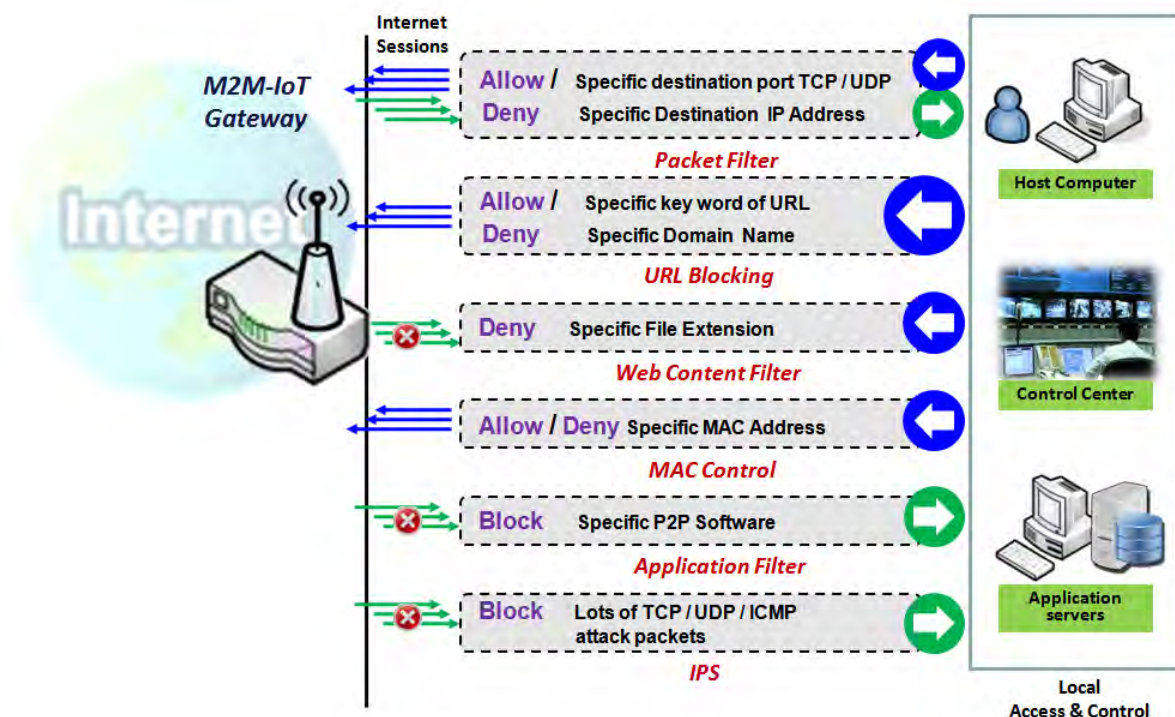 Internet
Sessions
M2M-IoT
Gateway
Internet
Allow / Specific destination port TCP / UDP
Deny Specific Destination IP Address
Packet Filter
Allow / Specific key word of URL
Deny Specific Domain Name
URL Blocking
Deny Specific File Extension
Web Content Filter
Allow / Deny Specific MAC Address
MAC Control
Block Specific P2P Software
Application Filter
Block Lots of TCP / UDP / ICMP
attack packets
IPS
Host Computer
Control Center
Application
servers
Local
Access & Control